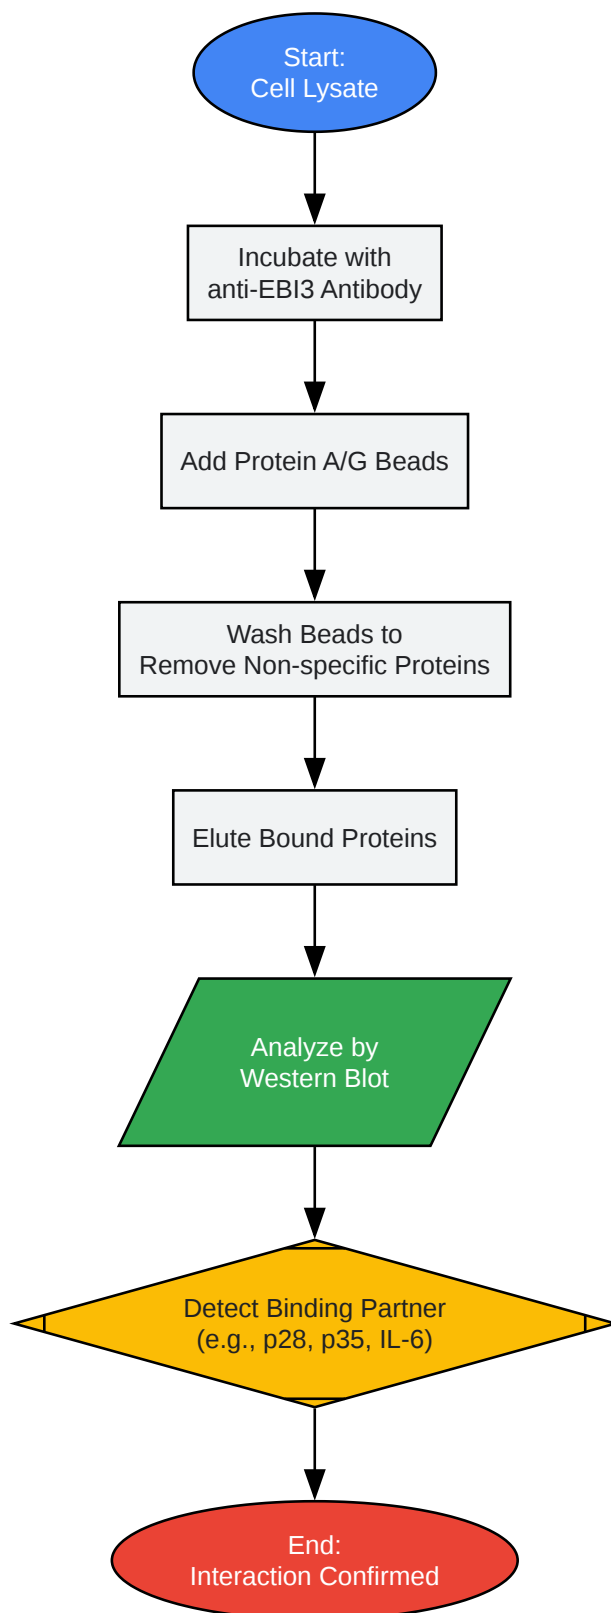 Start:
Cell Lysate
Incubate with
anti-EBI3 Antibody
Add Protein A/G Beads
Wash Beads to
Remove Non-specific Proteins
Elute Bound Proteins
Analyze by
Western Blot
Detect Binding Partner
(e.g., p28, p35, IL-6)
End:
Interaction Confirmed